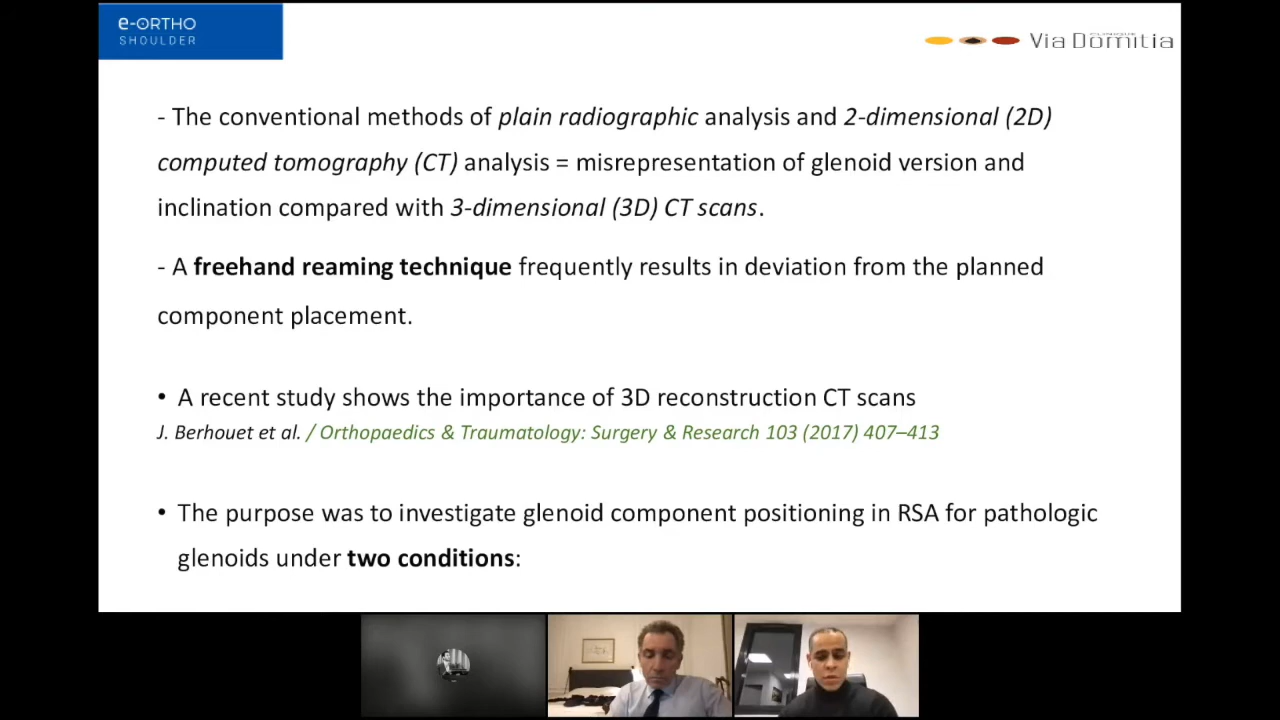 e-ORTHO
SHOULDER
Via Domitia
- The conventional methods of plain radiographic analysis and 2-dimensional (2D)
computed tomography (CT) analysis = misrepresentation of glenoid version and
inclination compared with 3-dimensional (3D) CT scans.
- A freehand reaming technique frequently results in deviation from the planned
component placement.
• A recent study shows the importance of 3D reconstruction CT scans
J. Berhouet et al. / Orthopaedics & Traumatology: Surgery & Research 103 (2017) 407–413
• The purpose was to investigate glenoid component positioning in RSA for pathologic
glenoids under two conditions: